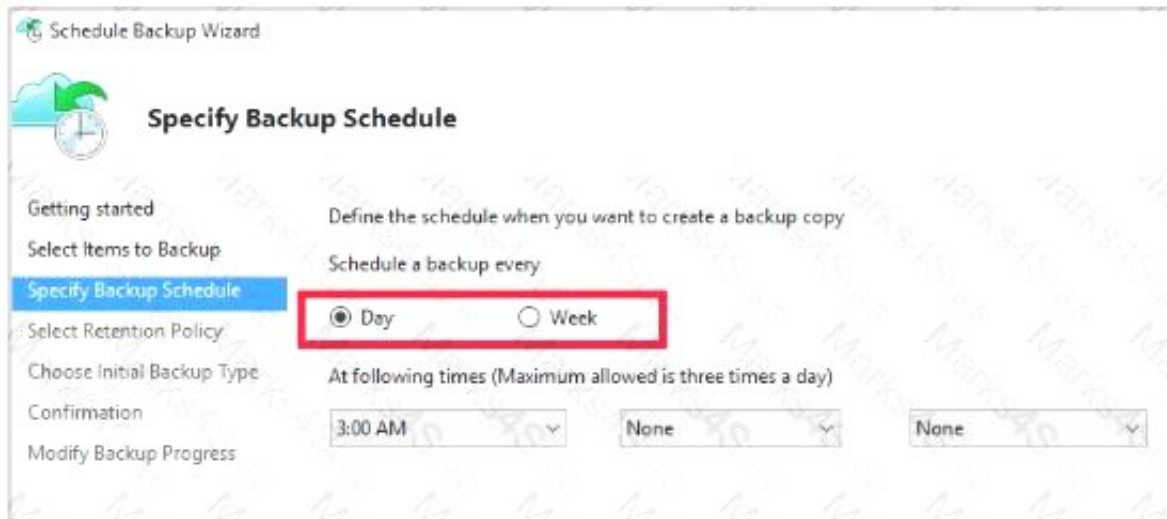 Schedule Backup Wizard
Specify Backup Schedule
Getting started
Select Items to Backup
Specify Backup Schedule
Select Retention Policy
Choose Initial Backup Type
Confirmation
Modify Backup Progress
Define the schedule when you want to create a backup copy
Schedule a backup every
Day Week
At following times (Maximum allowed is three times a day)
3:00 AM None None